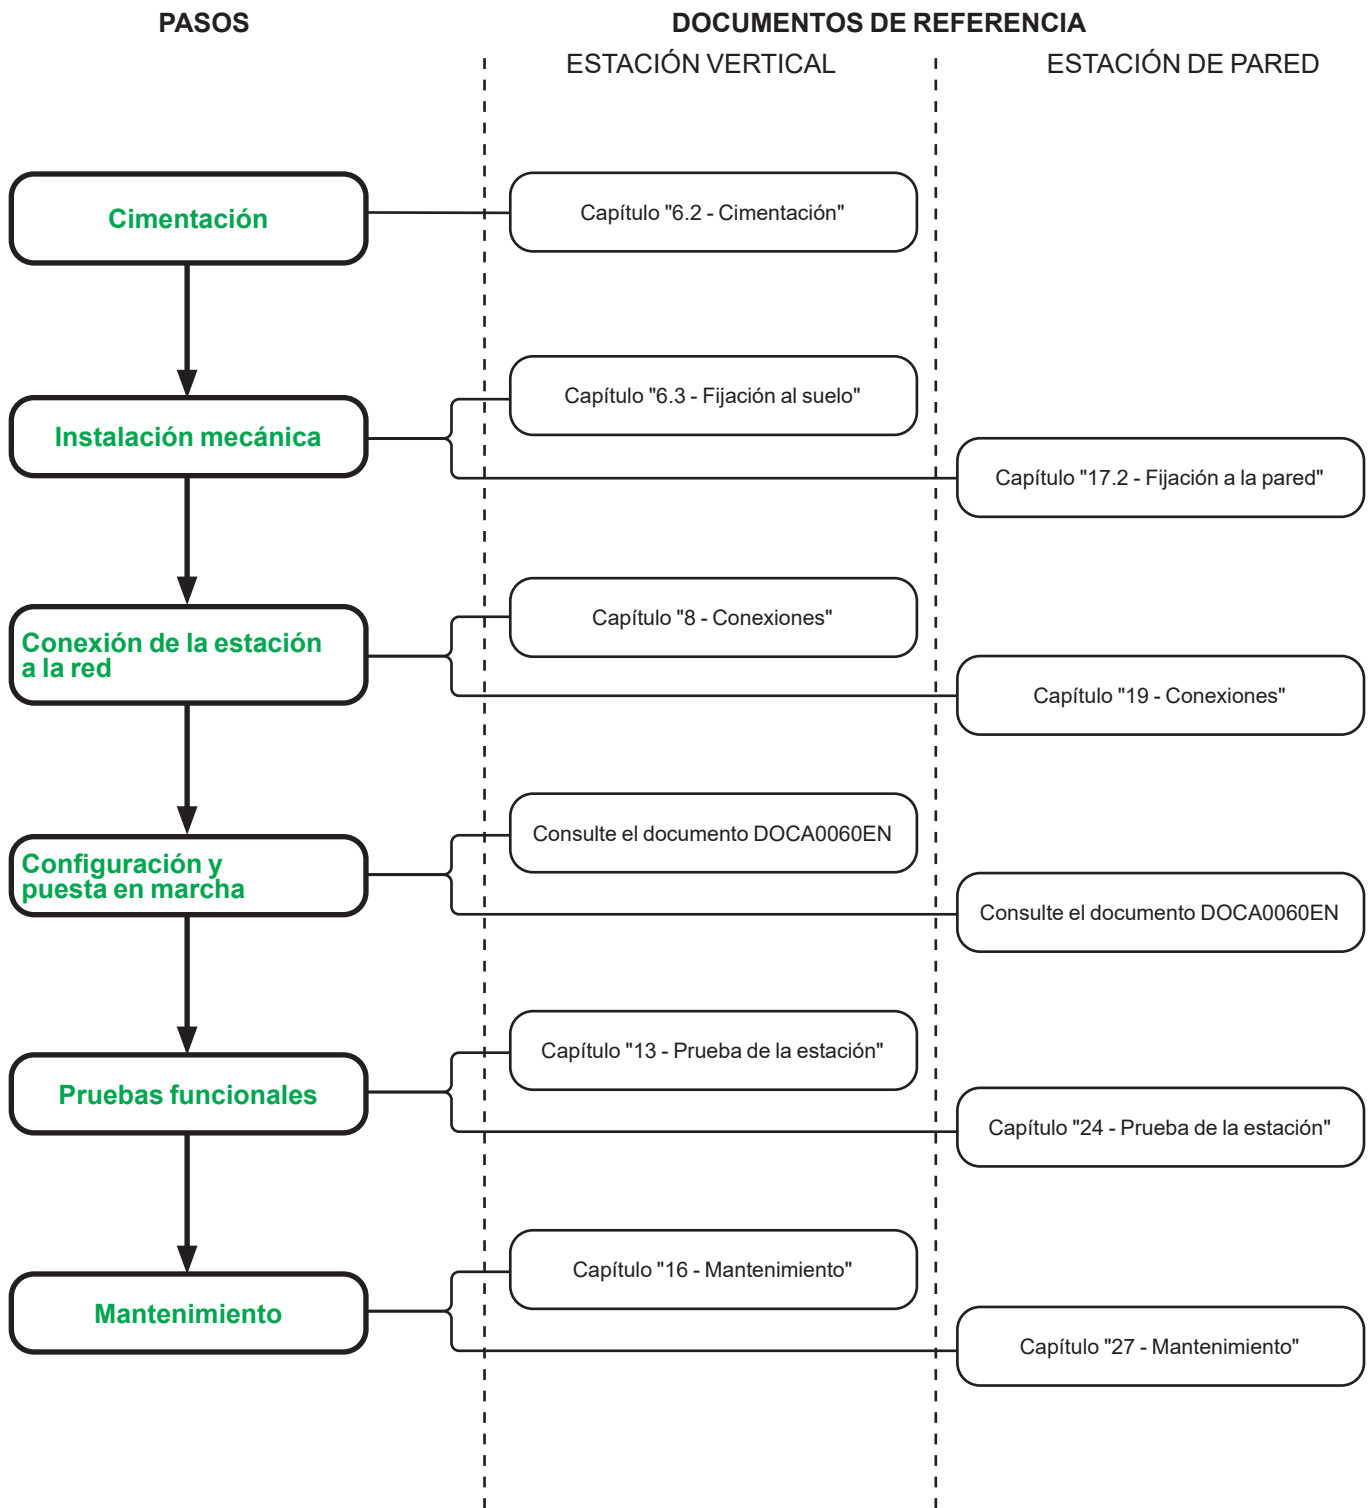 PASOS
DOCUMENTOS DE REFERENCIA
ESTACIÓN VERTICAL
ESTACIÓN DE PARED
Cimentación
Capítulo "6.2 - Cimentación"
Instalación mecánica
Capítulo "6.3 - Fijación al suelo"
Capítulo "17.2 - Fijación a la pared"
Conexión de la estación
a la red
Capítulo "8 - Conexiones"
Capítulo "19 - Conexiones"
Configuración y
puesta en marcha
Consulte el documento DOCA0060EN
Consulte el documento DOCA0060EN
Pruebas funcionales
Capítulo "13 - Prueba de la estación"
Capítulo "24 - Prueba de la estación"
Mantenimiento
Capítulo "16 - Mantenimiento"
Capítulo "27 - Mantenimiento"